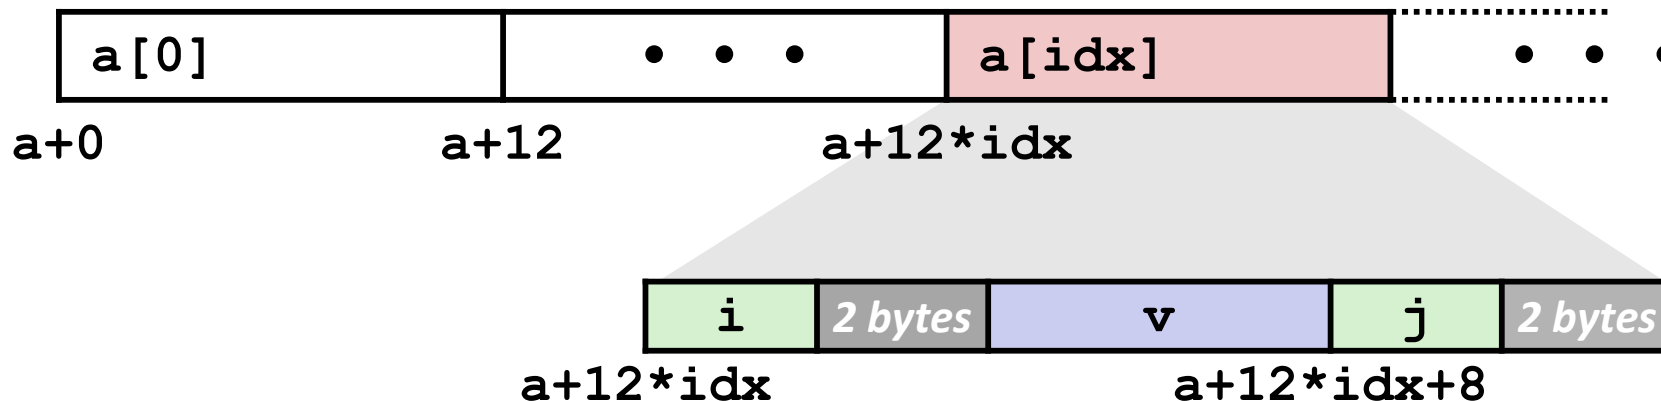 a[0] • • • a[idx] • • •
a+0 a+12 a+12*idx
i 2 bytes v j 2 bytes
a+12*idx a+12*idx+8